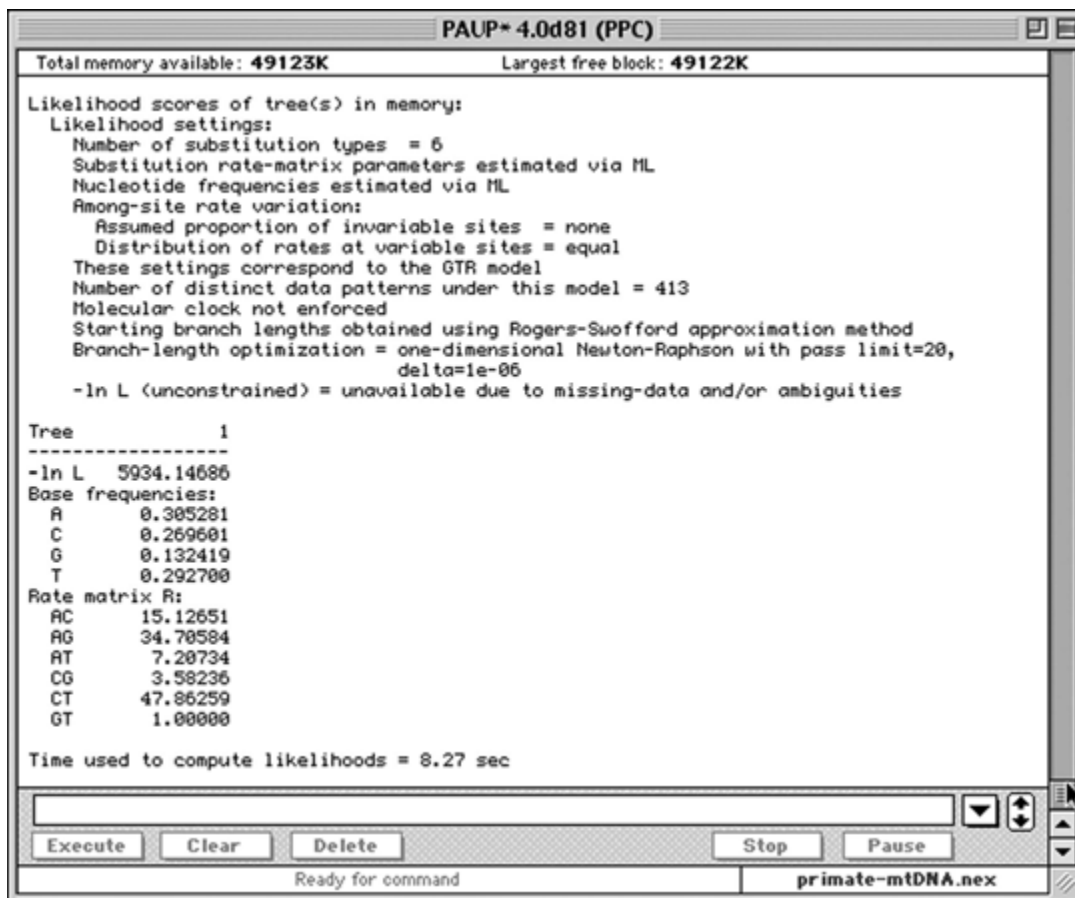 PAUP* 4.0d81 (PPC)
Total memory available: 49123K Largest free block: 49122K
Likelihood scores of tree(s) in memory:
Likelihood settings:
Number of substitution types = 6
Substitution rate-matrix parameters estimated via ML
Nucleotide frequencies estimated via ML
Among-site rate variation:
Assumed proportion of invariable sites = none
Distribution of rates at variable sites = equal
These settings correspond to the GTR model
Number of distinct data patterns under this model = 413
Molecular clock not enforced
Starting branch lengths obtained using Rogers-Swofford approximation method
Branch-length optimization = one-dimensional Newton-Raphson with pass limit=20,
delta=1e-06
-ln L (unconstrained) = unavailable due to missing-data and/or ambiguities
Tree 1
------------------
-ln L 5934.14686
Base frequencies:
A 0.305281
C 0.269601
G 0.132419
T 0.292700
Rate matrix R:
AC 15.12651
AG 34.70584
AT 7.20734
CG 3.58236
CT 47.86259
GT 1.00000
Time used to compute likelihoods = 8.27 sec
Execute Clear Delete Stop Pause
Ready for command primate-mtDNA.nex